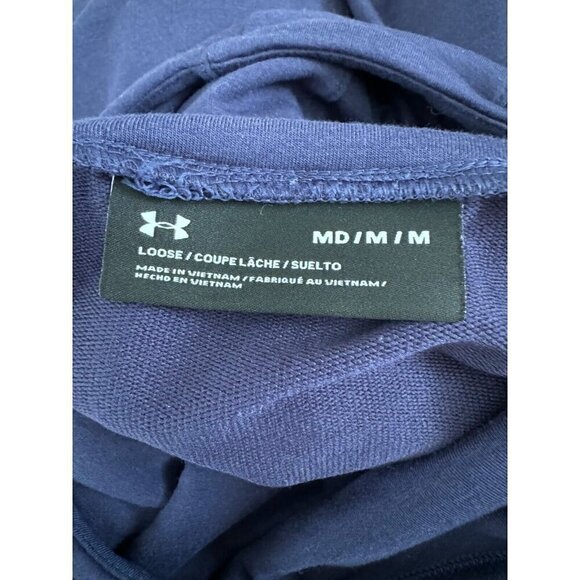 MD / M / M
LOOSE / COUPE LÂCHE / SUELTO
MADE IN VIETNAM / FABRIQUÉ AU VIETNAM /
HECHO EN VIETNAM